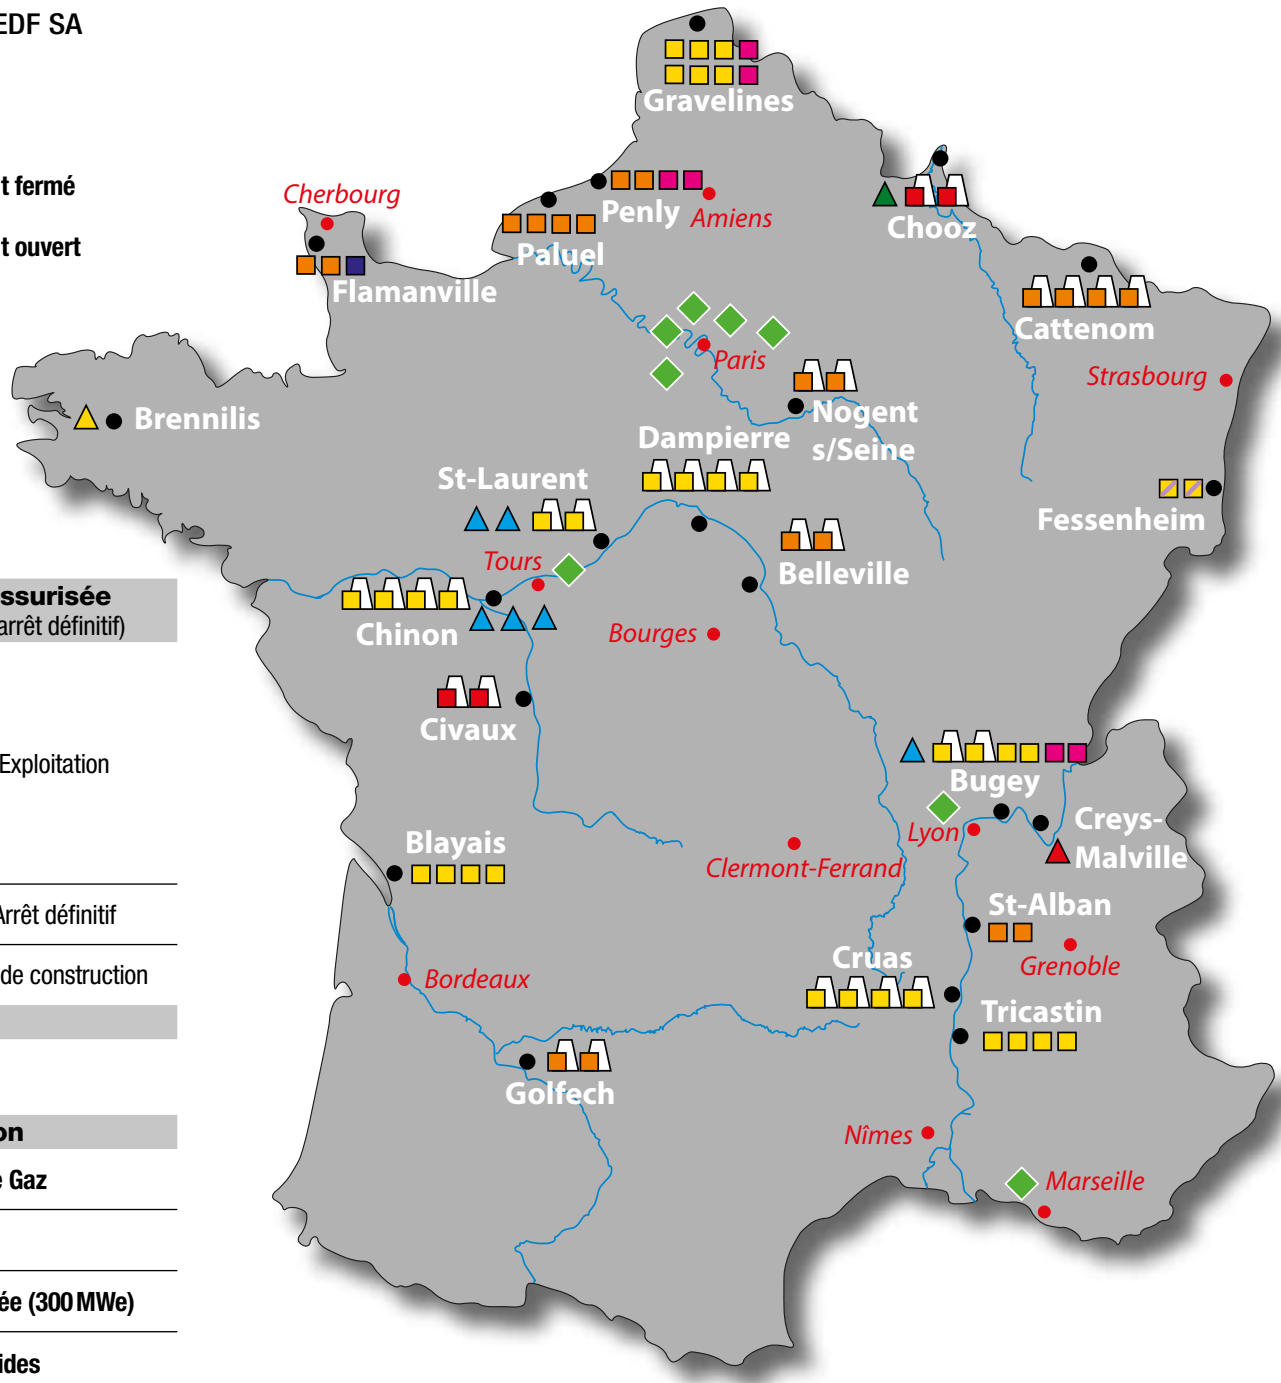 EDF SA
t fermé
t ouvert
ssurisée
arrêt définitif)
Exploitation
Arrêt définitif
de construction
on
e Gaz
ée (300 MWe)
ides
Gravelines
Cherbourg
Penly
Amiens
Chooz
Paluel
Flamanville
Cattenom
Paris
Strasbourg
Brennilis
Nogent
s/Seine
Dampierre
St-Laurent
Fessenheim
Belleville
Tours
Chinon
Bourges
Civaux
Bugey
Creys-
Malville
Lyon
Blayais
Clermont-Ferrand
St-Alban
Grenoble
Cruas
Bordeaux
Tricastin
Golfech
Nîmes
Marseille